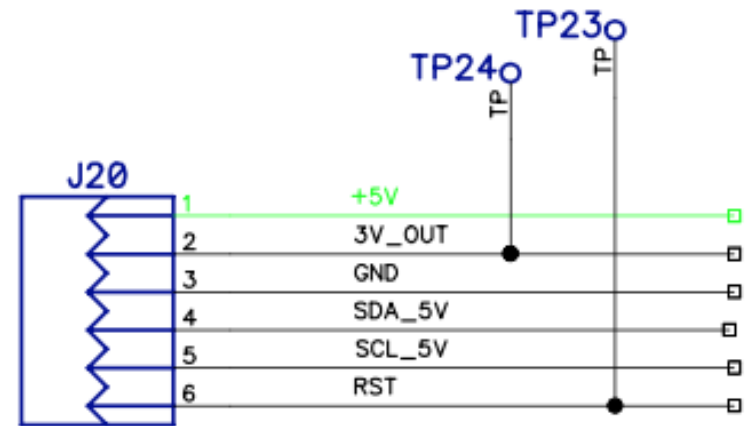 TP23
TP24
TP
TP
J20
1 +5V
2 3V_OUT
3 GND
4 SDA_5V
5 SCL_5V
6 RST